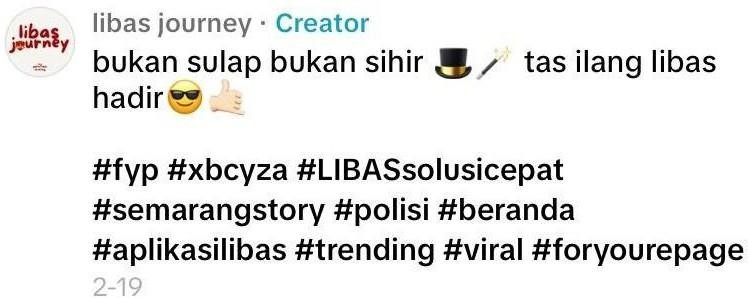 libas journey
libas journey · Creator
bukan sulap bukan sihir 🎩🪄 tas ilang libas
hadir😎🤙🏻
#fyp #xbcyza #LIBASsolusicepat
#semarangstory #polisi #beranda
#aplikasilibas #trending #viral #foryourepage
2-19